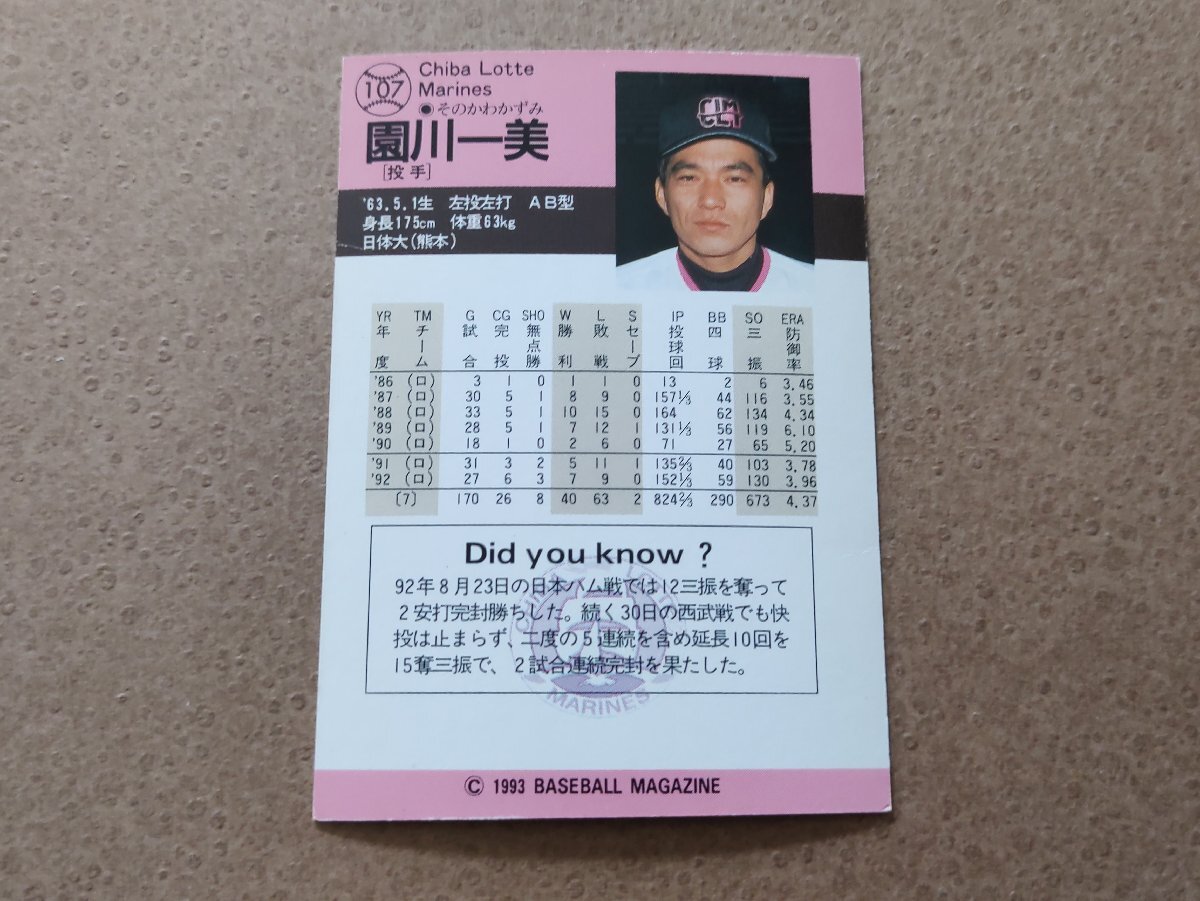 107
Chiba Lotte
Marines
●そのかわかずみ
園川一美
[投手]
'63.5.1生 左投左打 AB型
身長175cm 体重63kg
日体大(熊本)
YR TM G CG SHO W L S IP BB SO ERA
年度 チーム 試合 完投 無点勝 勝利 敗戦 セーブ 投球回 四球 三振 防御率
'86 (ロ) 3 1 0 1 1 0 13 2 6 3.46
'87 (ロ) 30 5 1 8 9 0 157⅓ 44 116 3.55
'88 (ロ) 33 5 1 10 15 0 164 62 134 4.34
'89 (ロ) 28 5 1 7 12 1 131⅓ 56 119 6.10
'90 (ロ) 18 1 0 2 6 0 71 27 65 5.20
'91 (ロ) 31 3 2 5 11 1 135⅔ 40 103 3.78
'92 (ロ) 27 6 3 7 9 0 152⅓ 59 130 3.96
〔7〕 170 26 8 40 63 2 824⅔ 290 673 4.37
Did you know ?
92年8月23日の日本ハム戦では12三振を奪って
2安打完封勝ちした。続く30日の西武戦でも快
投は止まらず、二度の5連続を含め延長10回を
15奪三振で、2試合連続完封を果たした。
MARINES
© 1993 BASEBALL MAGAZINE